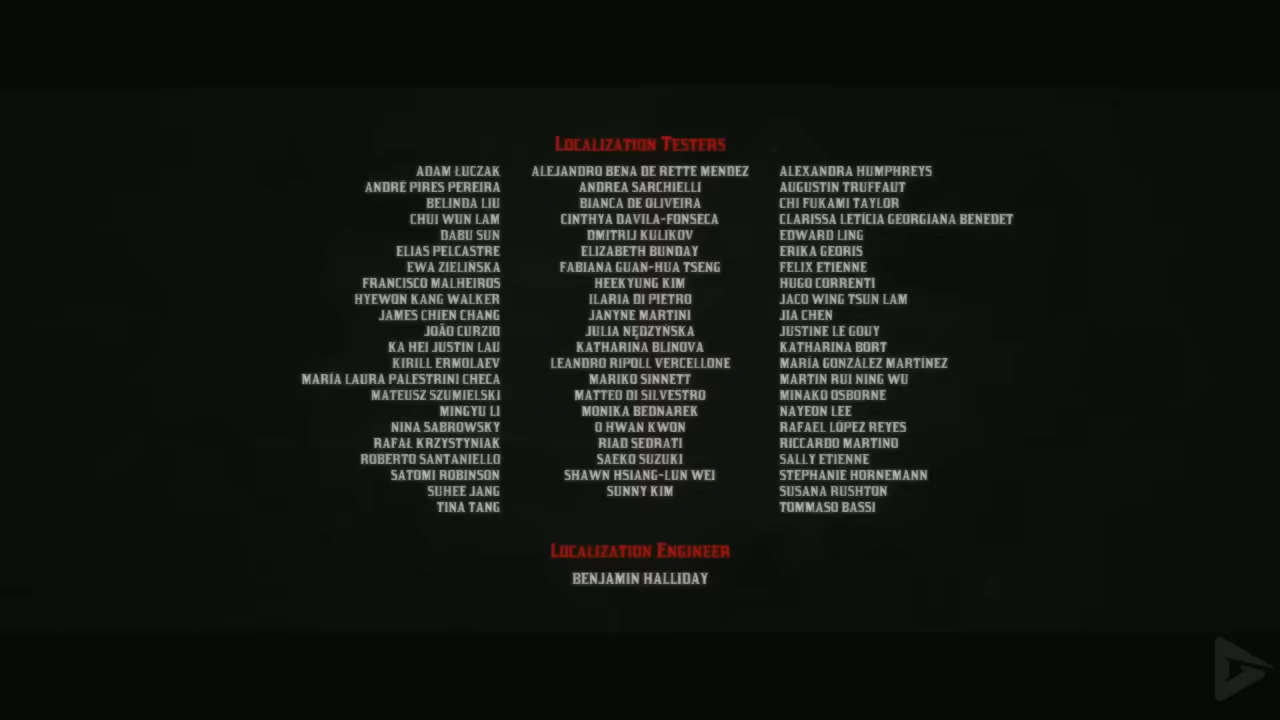 LOCALIZATION TESTERS
ADAM ŁUCZAK ALEJANDRO BENA DE RETTE MENDEZ ALEXANDRA HUMPHREYS
ANDRÉ PIRES PEREIRA ANDREA SARCHIELLI AUGUSTIN TRUFFAUT
BELINDA LIU BIANCA DE OLIVEIRA CHI FUKAMI TAYLOR
CHUI WUN LAM CINTHYA DAVILA-FONSECA CLARISSA LETÍCIA GEORGIANA BENEDET
DABU SUN DMITRIJ KULIKOV EDWARD LING
ELIAS PELCASTRE ELIZABETH BUNDAY ERIKA GEORIS
EWA ZIELIŃSKA FABIANA GUAN-HUA TSENG FELIX ETIENNE
FRANCISCO MALHEIROS HEEKYUNG KIM HUGO CORRENTI
HYEWON KANG WALKER ILARIA DI PIETRO JACO WING TSUN LAM
JAMES CHIEN CHANG JANYNE MARTINI JIA CHEN
JOÃO CURZIO JULIA NĘDZYŃSKA JUSTINE LE GOUY
KA HEI JUSTIN LAU KATHARINA BLINOVA KATHARINA BORT
KIRILL ERMOLAEV LEANDRO RIPOLL VERCELLONE MARÍA GONZÁLEZ MARTÍNEZ
MARÍA LAURA PALESTRINI CHECA MARIKO SINNETT MARTIN RUI NING WU
MATEUSZ SZUMIELSKI MATTEO DI SILVESTRO MINAKO OSBORNE
MINGYU LI MONIKA BEDNAREK NAYEON LEE
NINA SABROWSKY O HWAN KWON RAFAEL LÓPEZ REYES
RAFAŁ KRZYSTYNIAK RIAD SEDRATI RICCARDO MARTINO
ROBERTO SANTANIELLO SAEKO SUZUKI SALLY ETIENNE
SATOMI ROBINSON SHAWN HSIANG-LUN WEI STEPHANIE HORNEMANN
SUHEE JANG SUNNY KIM SUSANA RUSHTON
TINA TANG TOMMASO BASSI
LOCALIZATION ENGINEER
BENJAMIN HALLIDAY